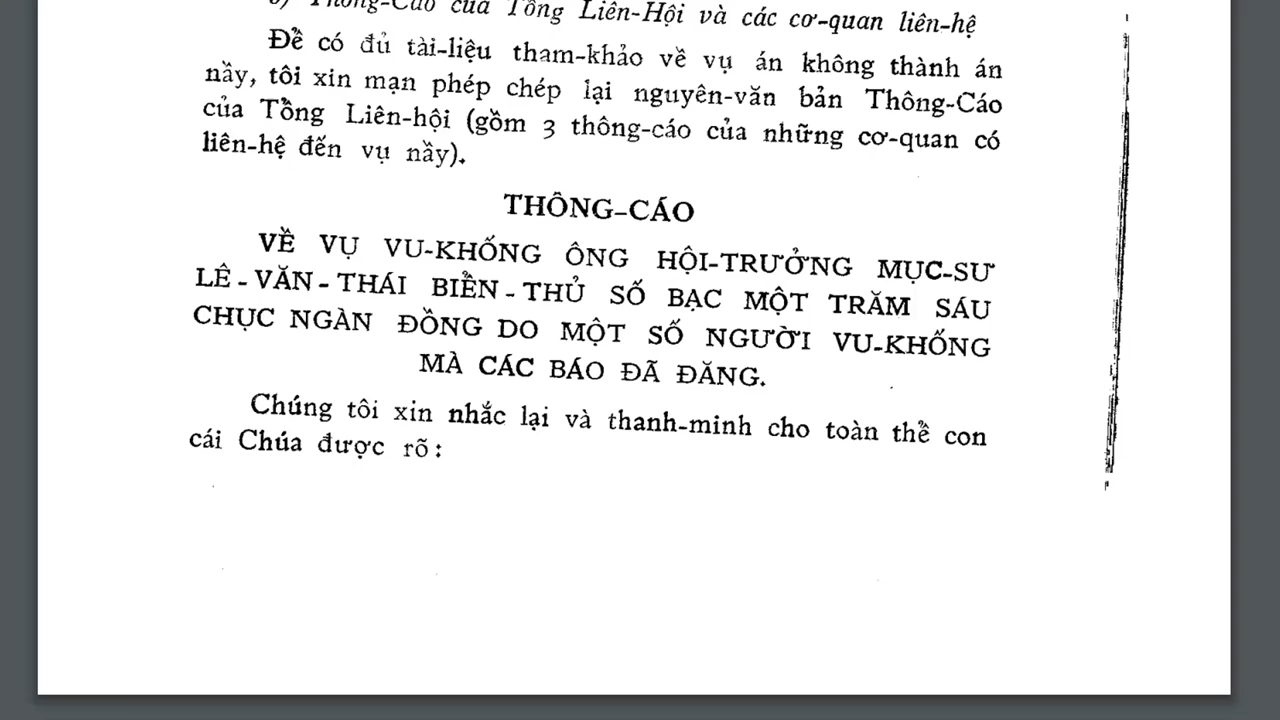 b) Thông-Cáo của Tổng Liên-Hội và các cơ-quan liên-hệ
Để có đủ tài-liệu tham-khảo về vụ án không thành án
nầy, tôi xin mạn phép chép lại nguyên-văn bản Thông-Cáo
của Tổng Liên-hội (gồm 3 thông-cáo của những cơ-quan có
liên-hệ đến vụ nầy).
THÔNG-CÁO
VỀ VỤ VU-KHỐNG ÔNG HỘI-TRƯỞNG MỤC-SƯ
LÊ-VĂN-THÁI BIỂN-THỦ SỐ BẠC MỘT TRĂM SÁU
CHỤC NGÀN ĐỒNG DO MỘT SỐ NGƯỜI VU-KHỐNG
MÀ CÁC BÁO ĐÃ ĐĂNG.
Chúng tôi xin nhắc lại và thanh-minh cho toàn thể con
cái Chúa được rõ: